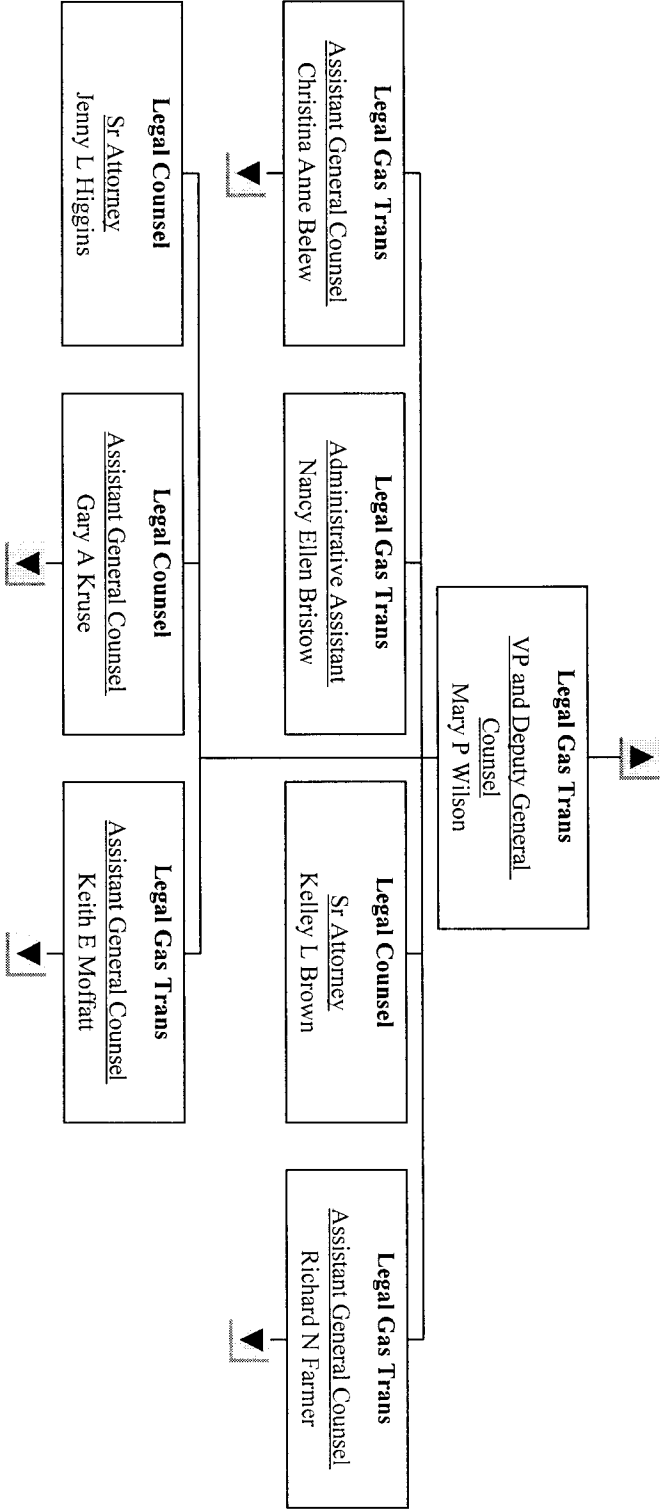 Legal Gas Trans
VP and Deputy General
Counsel
Mary P Wilson
Legal Gas Trans
Assistant General Counsel
Christina Anne Belew
Legal Gas Trans
Administrative Assistant
Nancy Ellen Bristow
Legal Counsel
Sr Attorney
Kelley L Brown
Legal Gas Trans
Assistant General Counsel
Richard N Farmer
Legal Counsel
Sr Attorney
Jenny L Higgins
Legal Counsel
Assistant General Counsel
Gary A Kruse
Legal Gas Trans
Assistant General Counsel
Keith E Moffatt